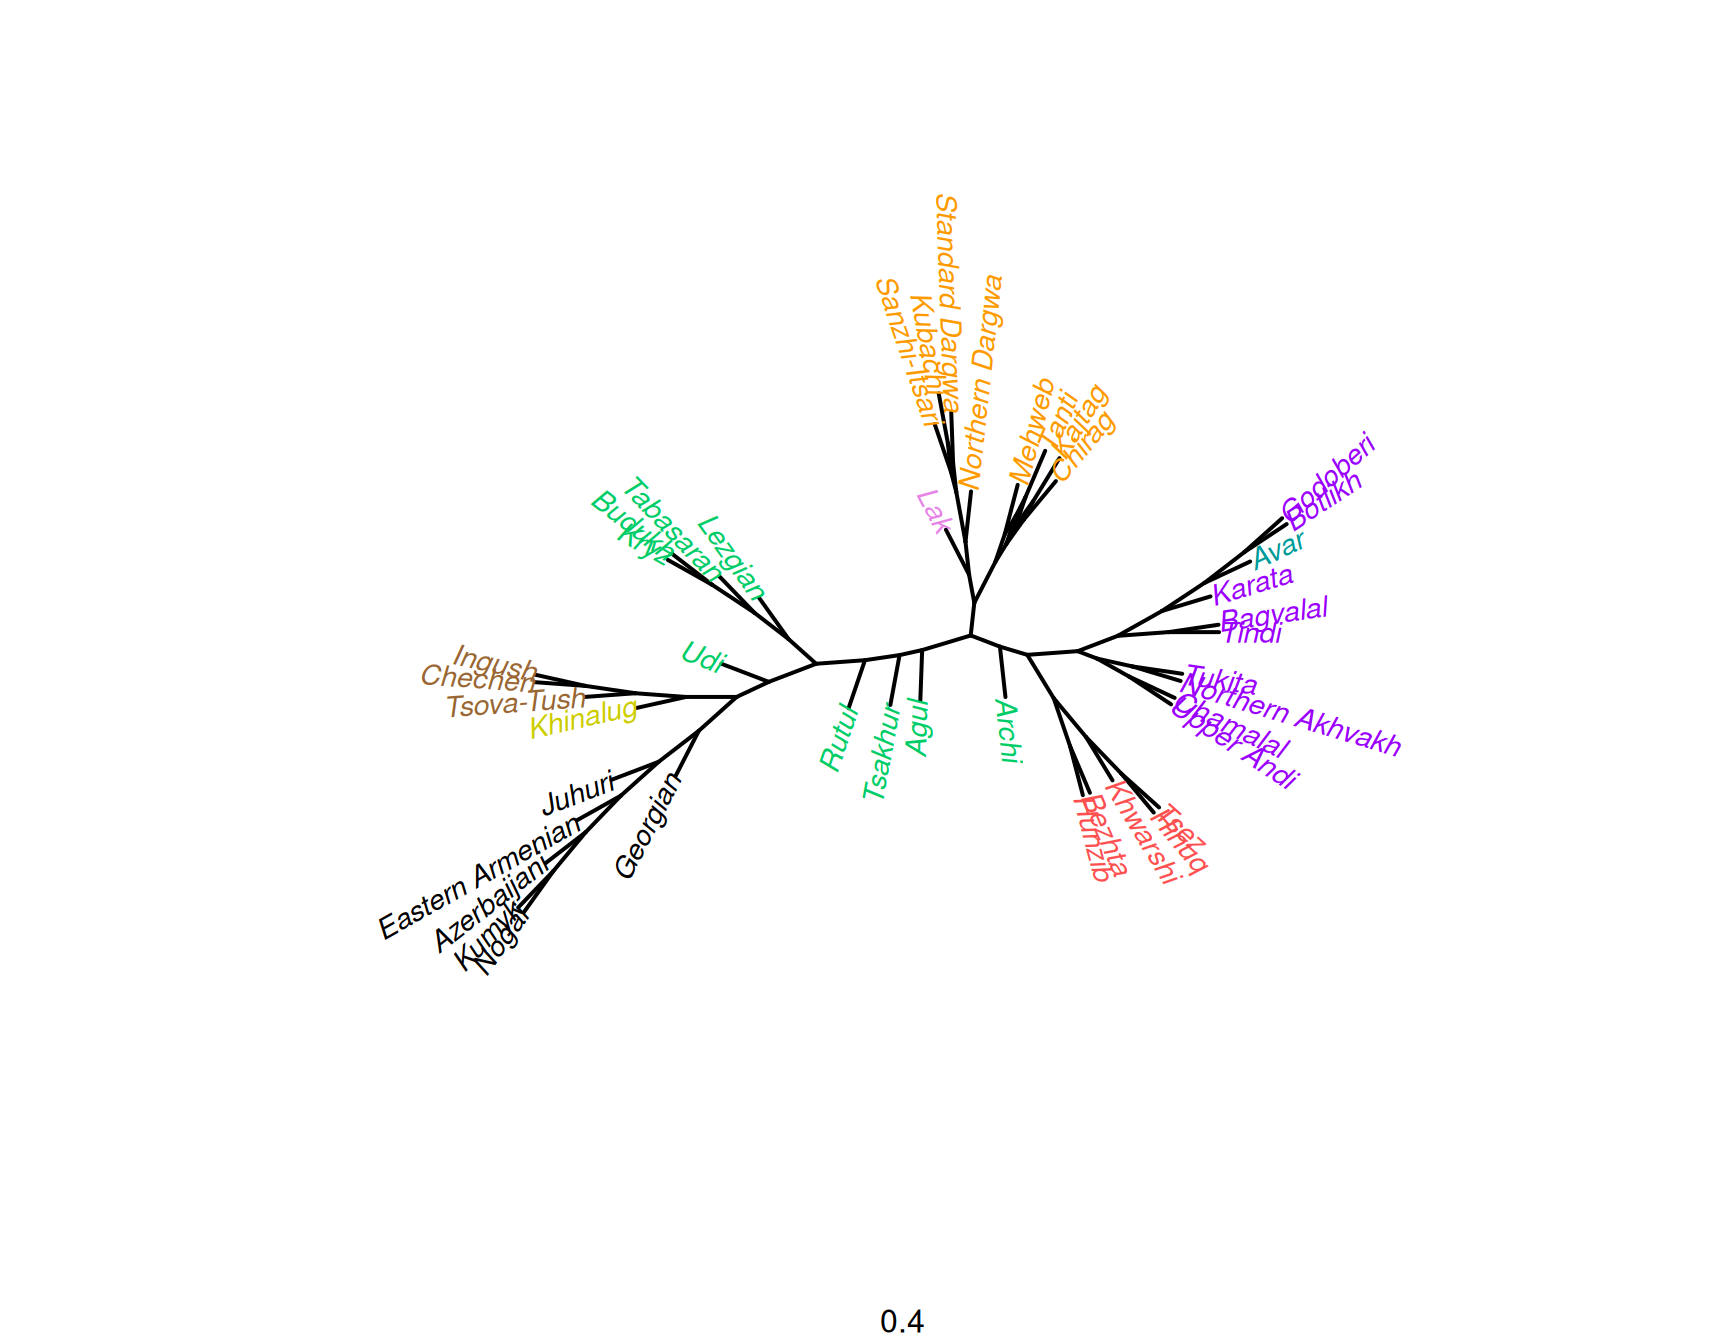 Standard Dargwa
Kubachi
Sanzhi-Itsari
Northern Dargwa
Mehweb
Tanti
Kaitag
Chirag
Lak
Godoberi
Botlikh
Avar
Karata
Bagvalal
Tindi
Tukita
Northern Akhvakh
Chamalal
Upper Andi
Tabasaran
Budukh
Kryz
Lezgian
Udi
Ingush
Chechen
Tsova-Tush
Khinalug
Rutul
Tsakhur
Agul
Archi
Tsez
Hinuq
Khwarshi
Bezhta
Hunzib
Juhuri
Georgian
Eastern Armenian
Azerbaijani
Kumyk
Nogai
0.4